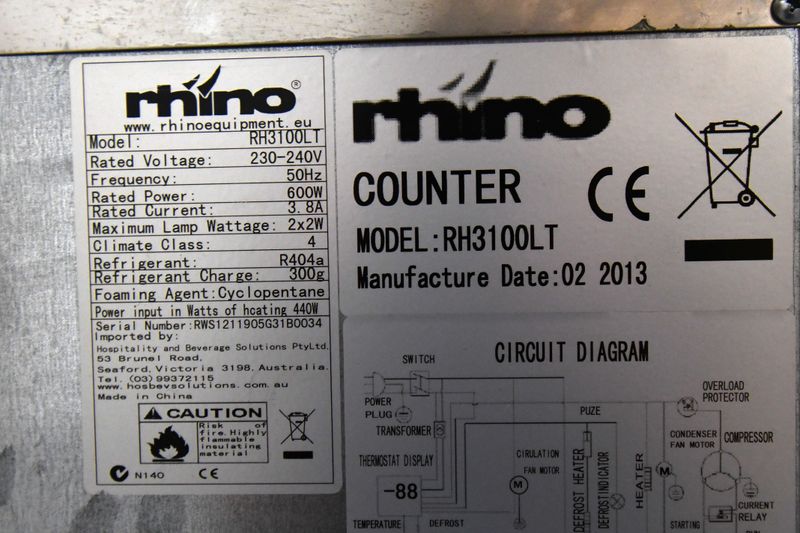 rhino®
www.rhinoequipment.eu
Model: RH3100LT
Rated Voltage: 230-240V
Frequency: 50Hz
Rated Power: 600W
Rated Current: 3.8A
Maximum Lamp Wattage: 2x2W
Climate Class: 4
Refrigerant: R404a
Refrigerant Charge: 300g
Foaming Agent:Cyclopentane
Power input in Watts of hcating 440W
Serial Number:RWS1211905G31B0034
Imported by:
Hospitality and Beverage Solutions PtyLtd.
53 Brunel Road,
Seaford, Victoria 3198, Australia.
Tel. (03)99372115
www.hosbevsolutions.com.au
Made in China
CAUTION
Risk of
fire. Highly
flammable
insulating
material
N140 CE
rhino
COUNTER CE
MODEL:RH3100LT
Manufacture Date:02 2013
CIRCUIT DIAGRAM
SWITCH
POWER
PLUG
TRANSFORMER
THERMOSTAT DISPLAY
-88
TEMPERATURE
DEFROST
CIRULATION
FAN MOTOR
M
PUZE
DEFROST HEATER
DEFROSTINDICATOR
HEATER
M
OVERLOAD
PROTECTOR
CONDENSER
FAN MOTOR
COMPRESSOR
CURRENT
RELAY
STARTING